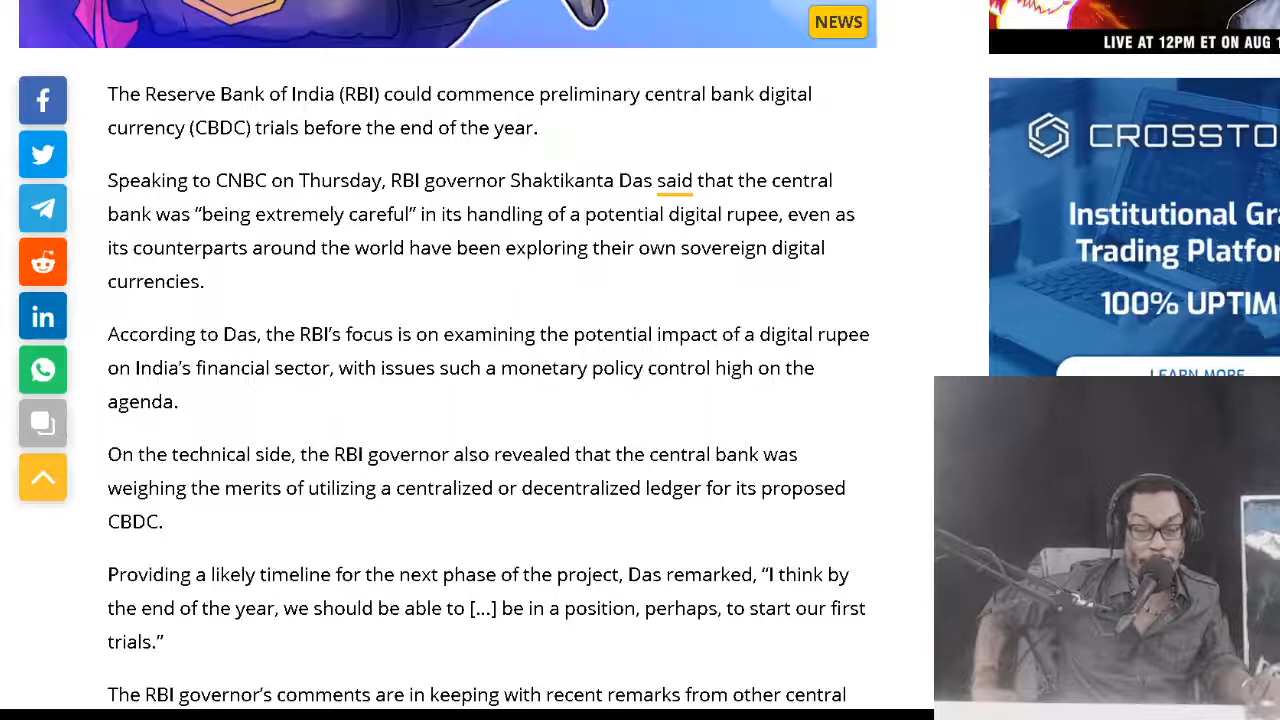 NEWS
LIVE AT 12PM ET ON AUG
The Reserve Bank of India (RBI) could commence preliminary central bank digital
currency (CBDC) trials before the end of the year.
Speaking to CNBC on Thursday, RBI governor Shaktikanta Das said that the central
bank was “being extremely careful” in its handling of a potential digital rupee, even as
its counterparts around the world have been exploring their own sovereign digital
currencies.
According to Das, the RBI’s focus is on examining the potential impact of a digital rupee
on India’s financial sector, with issues such a monetary policy control high on the
agenda.
On the technical side, the RBI governor also revealed that the central bank was
weighing the merits of utilizing a centralized or decentralized ledger for its proposed
CBDC.
Providing a likely timeline for the next phase of the project, Das remarked, “I think by
the end of the year, we should be able to [...] be in a position, perhaps, to start our first
trials.”
The RBI governor’s comments are in keeping with recent remarks from other central
CROSSTO
Institutional Gra
Trading Platfor
100% UPTIM
LEARN MORE